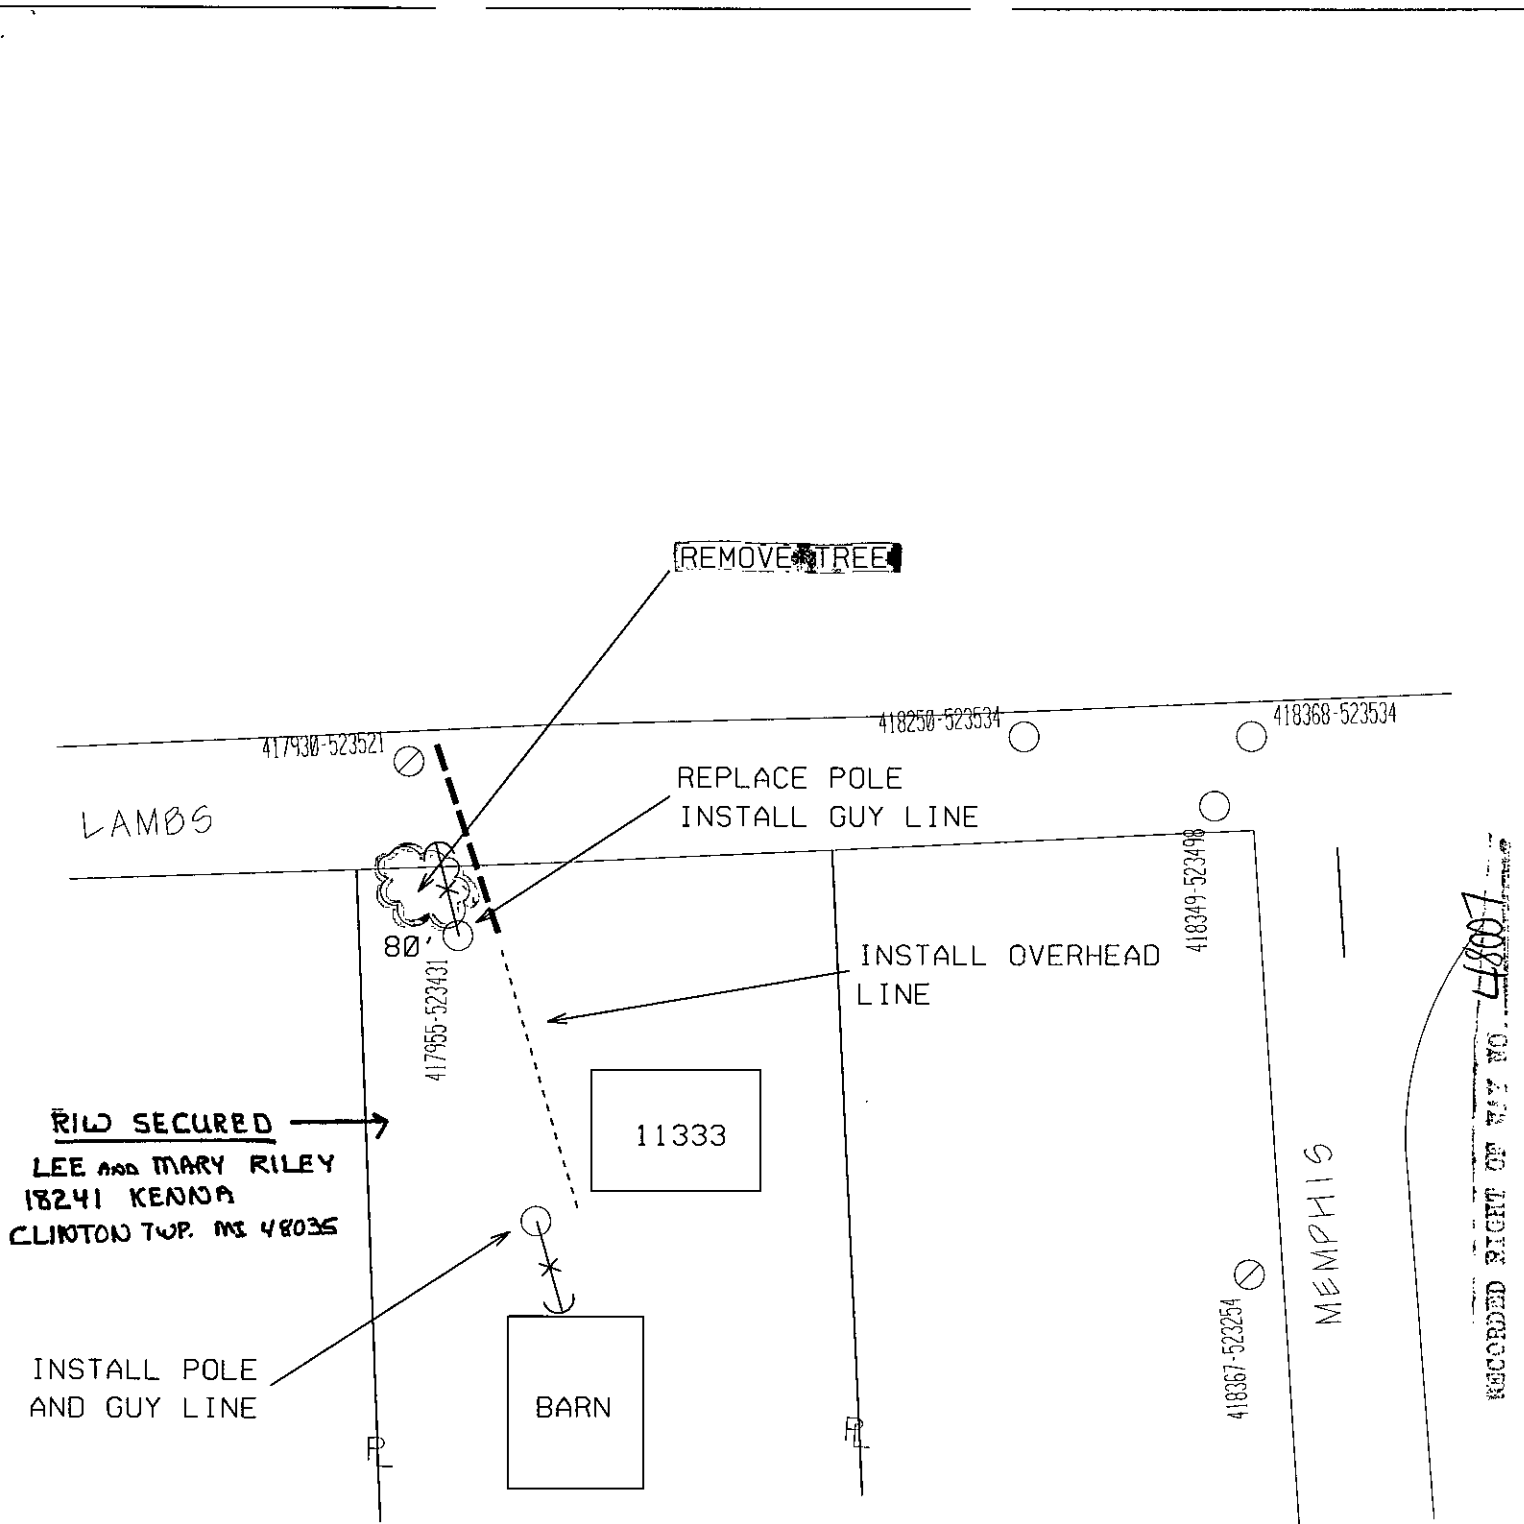 REMOVE TREE
417930-523521
418250-523534
418368-523534
LAMBS
REPLACE POLE
INSTALL GUY LINE
418349-523498
80'
417955-523431
INSTALL OVERHEAD
LINE
R/W SECURED
LEE AND MARY RILEY
18241 KENNA
CLINTON TWP. MI 48035
11333
INSTALL POLE
AND GUY LINE
BARN
PL
PL
418367-523254
MEMPHIS
RECORDED RIGHT OF WAY NO. 48007